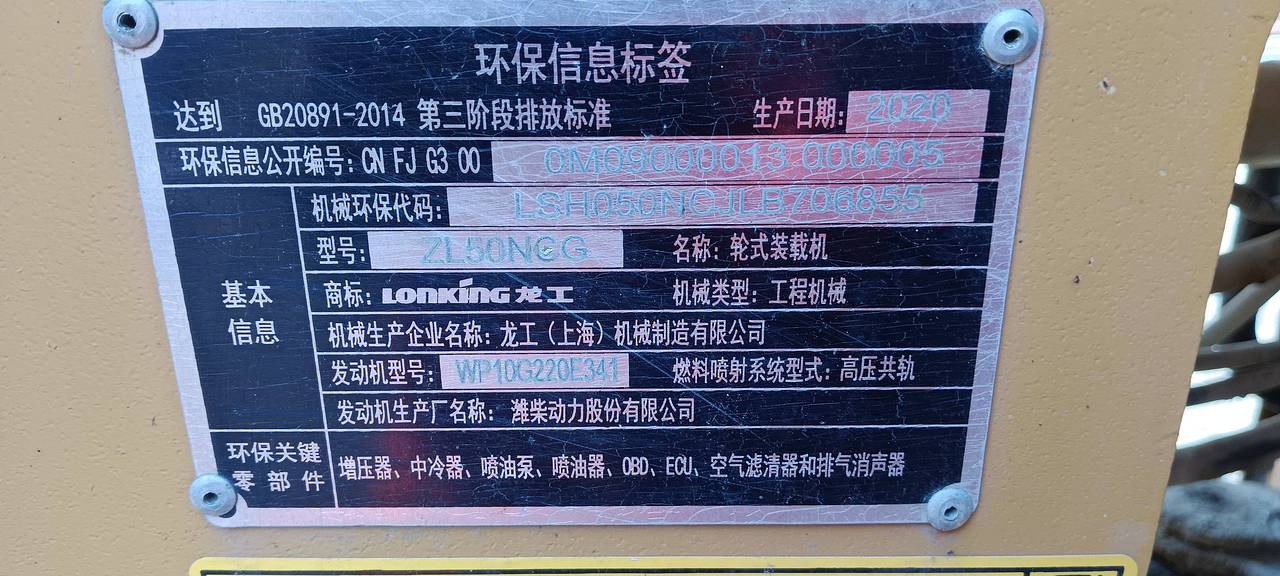 环保信息标签
达到 GB20891-2014 第三阶段排放标准 生产日期: 2020
环保信息公开编号: CN FJ G3 00 0M09000013 000005
机械环保代码: LSH050NCJLB706855
型号: ZL50NCG 名称: 轮式装载机
基本信息
商标: LONKING 龙工 机械类型: 工程机械
机械生产企业名称: 龙工（上海）机械制造有限公司
发动机型号: WP10G220E341 燃料喷射系统型式: 高压共轨
发动机生产厂名称: 潍柴动力股份有限公司
环保关键零部件
增压器、中冷器、喷油泵、喷油器、OBD、ECU、空气滤清器和排气消声器